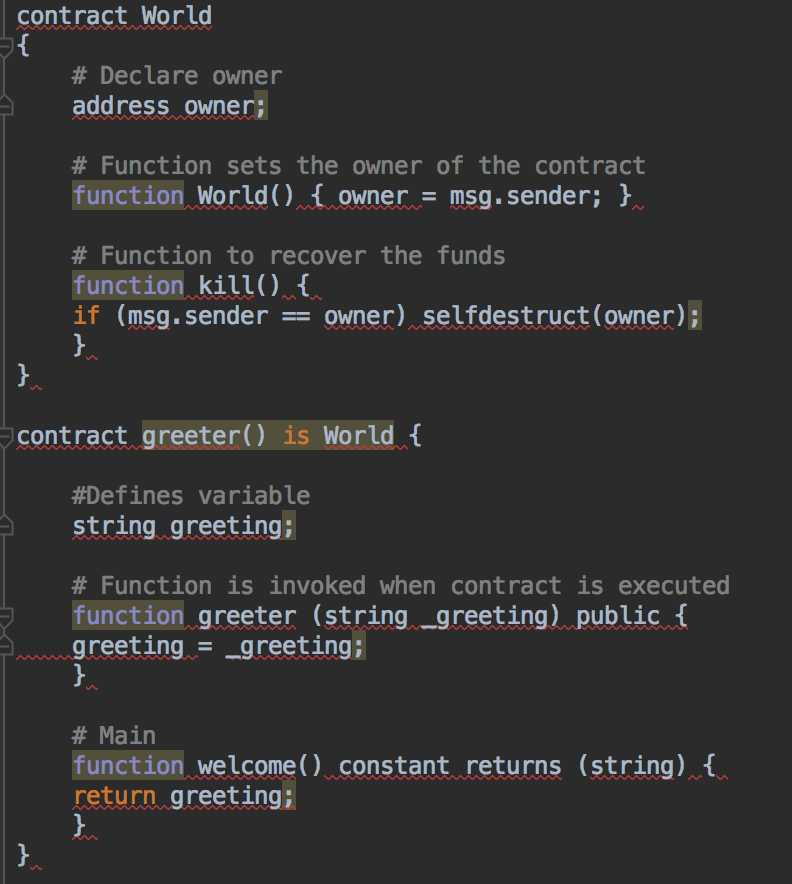 contract World
{
# Declare owner
address owner;
# Function sets the owner of the contract
function World() { owner = msg.sender; }
# Function to recover the funds
function kill() {
if (msg.sender == owner) selfdestruct(owner);
}
}
contract greeter() is World {
#Defines variable
string greeting;
# Function is invoked when contract is executed
function greeter (string _greeting) public {
greeting = _greeting;
}
# Main
function welcome() constant returns (string) {
return greeting;
}
}